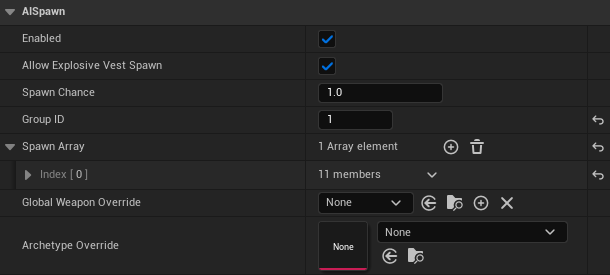 AISpawn
Enabled
Allow Explosive Vest Spawn
Spawn Chance 1.0
Group ID 1
Spawn Array 1 Array element
Index [ 0 ] 11 members
Global Weapon Override None
None
Archetype Override None